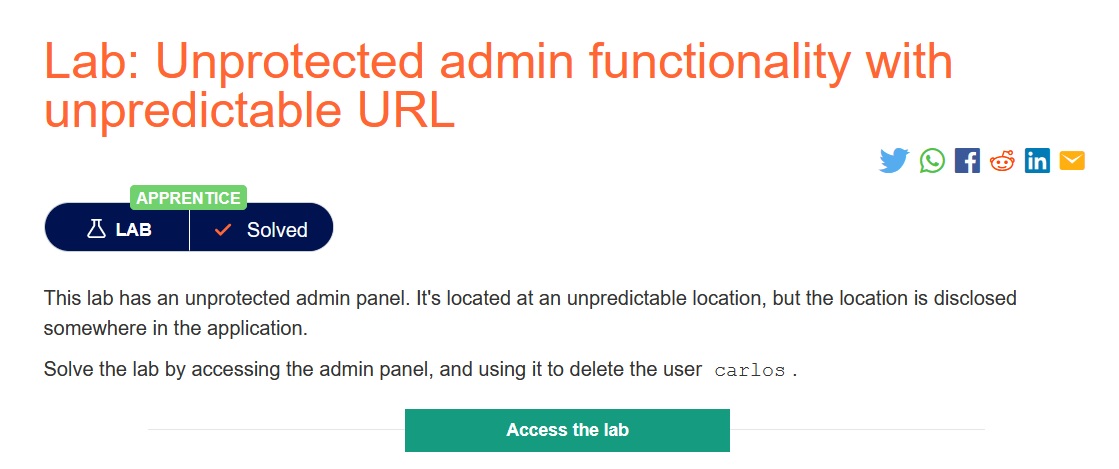 Lab: Unprotected admin functionality with
unpredictable URL
APPRENTICE
LAB Solved
This lab has an unprotected admin panel. It's located at an unpredictable location, but the location is disclosed
somewhere in the application.
Solve the lab by accessing the admin panel, and using it to delete the user carlos .
Access the lab